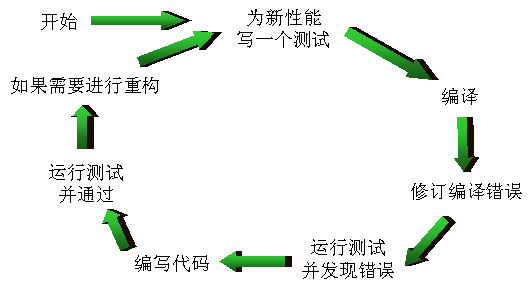 开始
为新性能
写一个测试
编译
修订编译错误
运行测试
并发现错误
编写代码
运行测试
并通过
如果需要进行重构